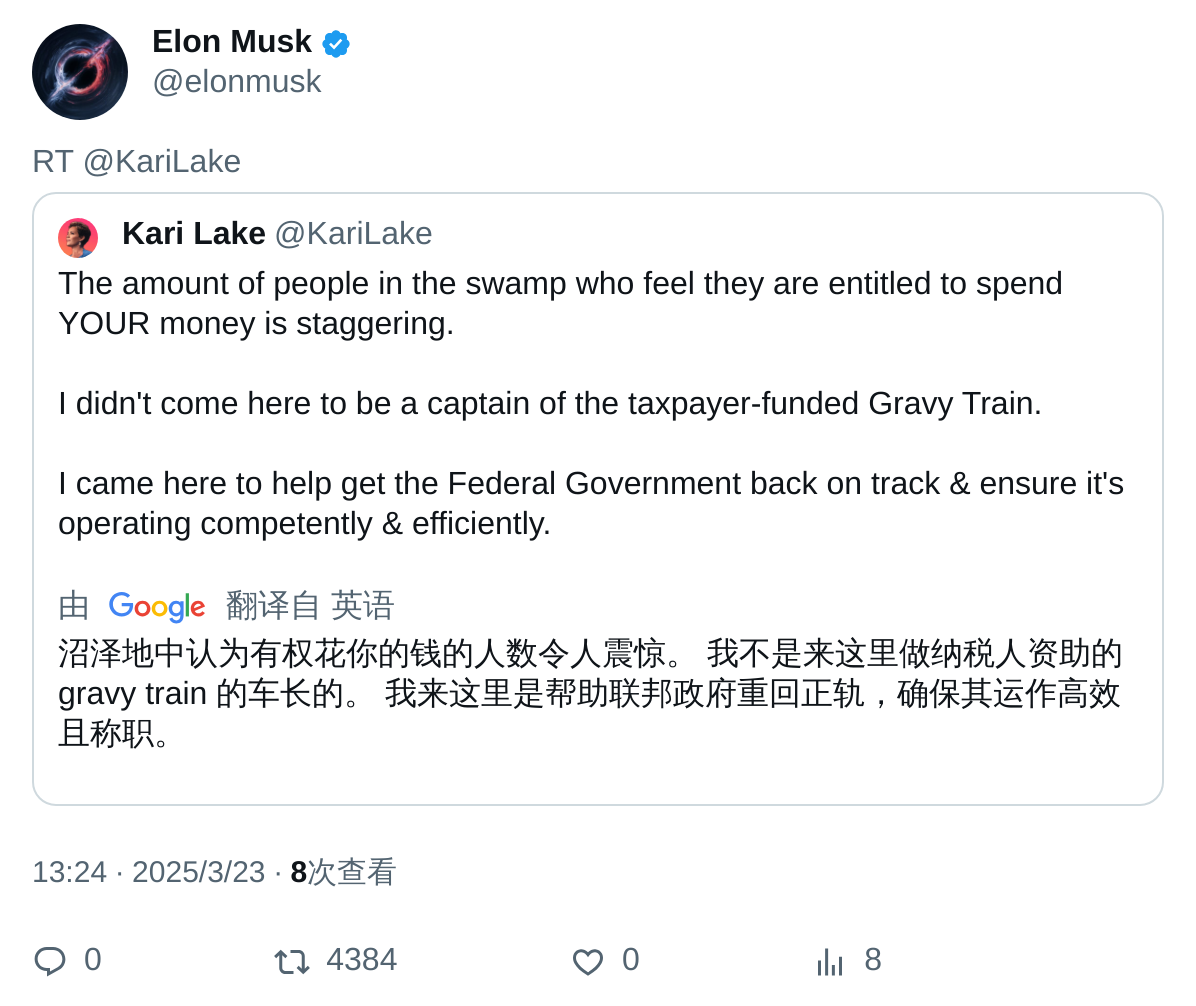 Elon Musk
@elonmusk
RT @KariLake
Kari Lake @KariLake
The amount of people in the swamp who feel they are entitled to spend
YOUR money is staggering.
I didn't come here to be a captain of the taxpayer-funded Gravy Train.
I came here to help get the Federal Government back on track & ensure it's
operating competently & efficiently.
由 Google 翻译自 英语
沼泽地中认为有权花你的钱的人数令人震惊。 我不是来这里做纳税人资助的
gravy train 的车长的。 我来这里是帮助联邦政府重回正轨，确保其运作高效
且称职。
13:24 · 2025/3/23 · 8次查看
0 4384 0 8